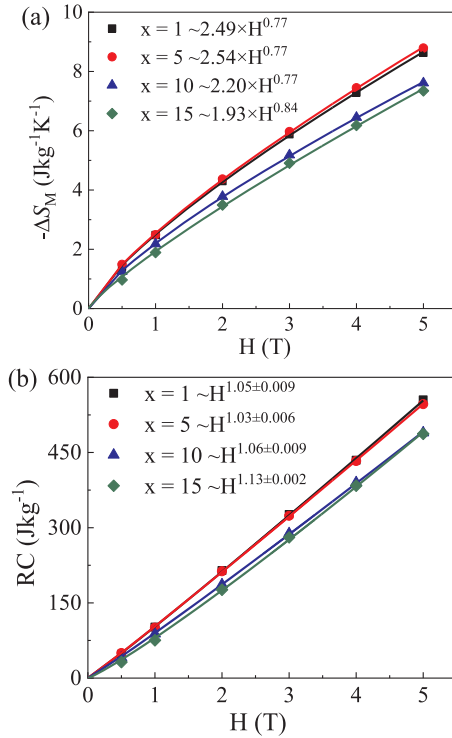 (a)
x = 1 ~2.49×H^0.77
x = 5 ~2.54×H^0.77
x = 10 ~2.20×H^0.77
x = 15 ~1.93×H^0.84
10
8
6
4
2
0
-ΔS_M (Jkg^-1K^-1)
0 1 2 3 4 5
H (T)
(b)
x = 1 ~H^1.05±0.009
x = 5 ~H^1.03±0.006
x = 10 ~H^1.06±0.009
x = 15 ~H^1.13±0.002
600
450
300
150
0
RC (Jkg^-1)
0 1 2 3 4 5
H (T)